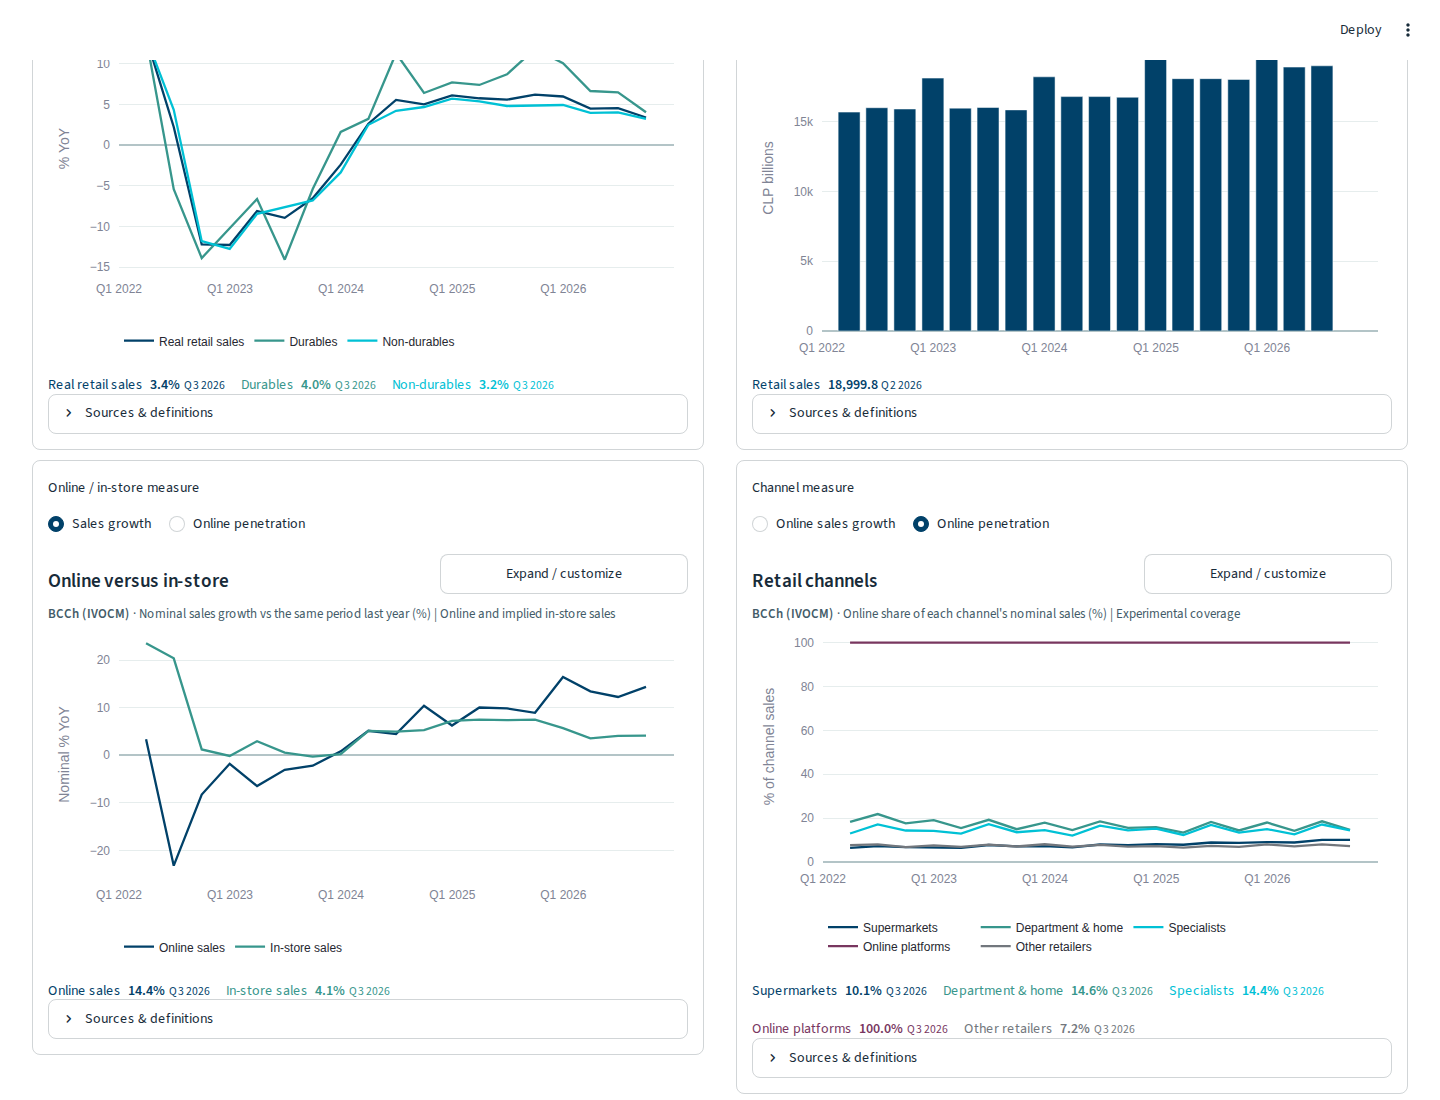 Deploy
10
5
0
−5
−10
−15
% YoY
Q1 2022 Q1 2023 Q1 2024 Q1 2025 Q1 2026
Real retail sales Durables Non-durables
Real retail sales 3.4% Q3 2026 Durables 4.0% Q3 2026 Non-durables 3.2% Q3 2026
Sources & definitions
15k
10k
5k
0
CLP billions
Q1 2022 Q1 2023 Q1 2024 Q1 2025 Q1 2026
Retail sales 18,999.8 Q2 2026
Sources & definitions
Online / in-store measure
Sales growth Online penetration
Online versus in-store
Expand / customize
BCCh (IVOCM) · Nominal sales growth vs the same period last year (%) | Online and implied in-store sales
20
10
0
−10
−20
Nominal % YoY
Q1 2022 Q1 2023 Q1 2024 Q1 2025 Q1 2026
Online sales In-store sales
Online sales 14.4% Q3 2026 In-store sales 4.1% Q3 2026
Sources & definitions
Channel measure
Online sales growth Online penetration
Retail channels
Expand / customize
BCCh (IVOCM) · Online share of each channel's nominal sales (%) | Experimental coverage
100
80
60
40
20
0
% of channel sales
Q1 2022 Q1 2023 Q1 2024 Q1 2025 Q1 2026
Supermarkets Department & home Specialists
Online platforms Other retailers
Supermarkets 10.1% Q3 2026 Department & home 14.6% Q3 2026 Specialists 14.4% Q3 2026
Online platforms 100.0% Q3 2026 Other retailers 7.2% Q3 2026
Sources & definitions